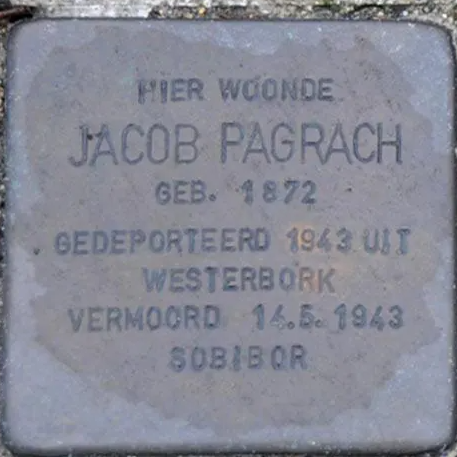 HIER WOONDE
JACOB PAGRACH
GEB. 1872
GEDEPORTEERD 1943 UIT
WESTERBORK
VERMOORD 14.5.1943
SOBIBOR